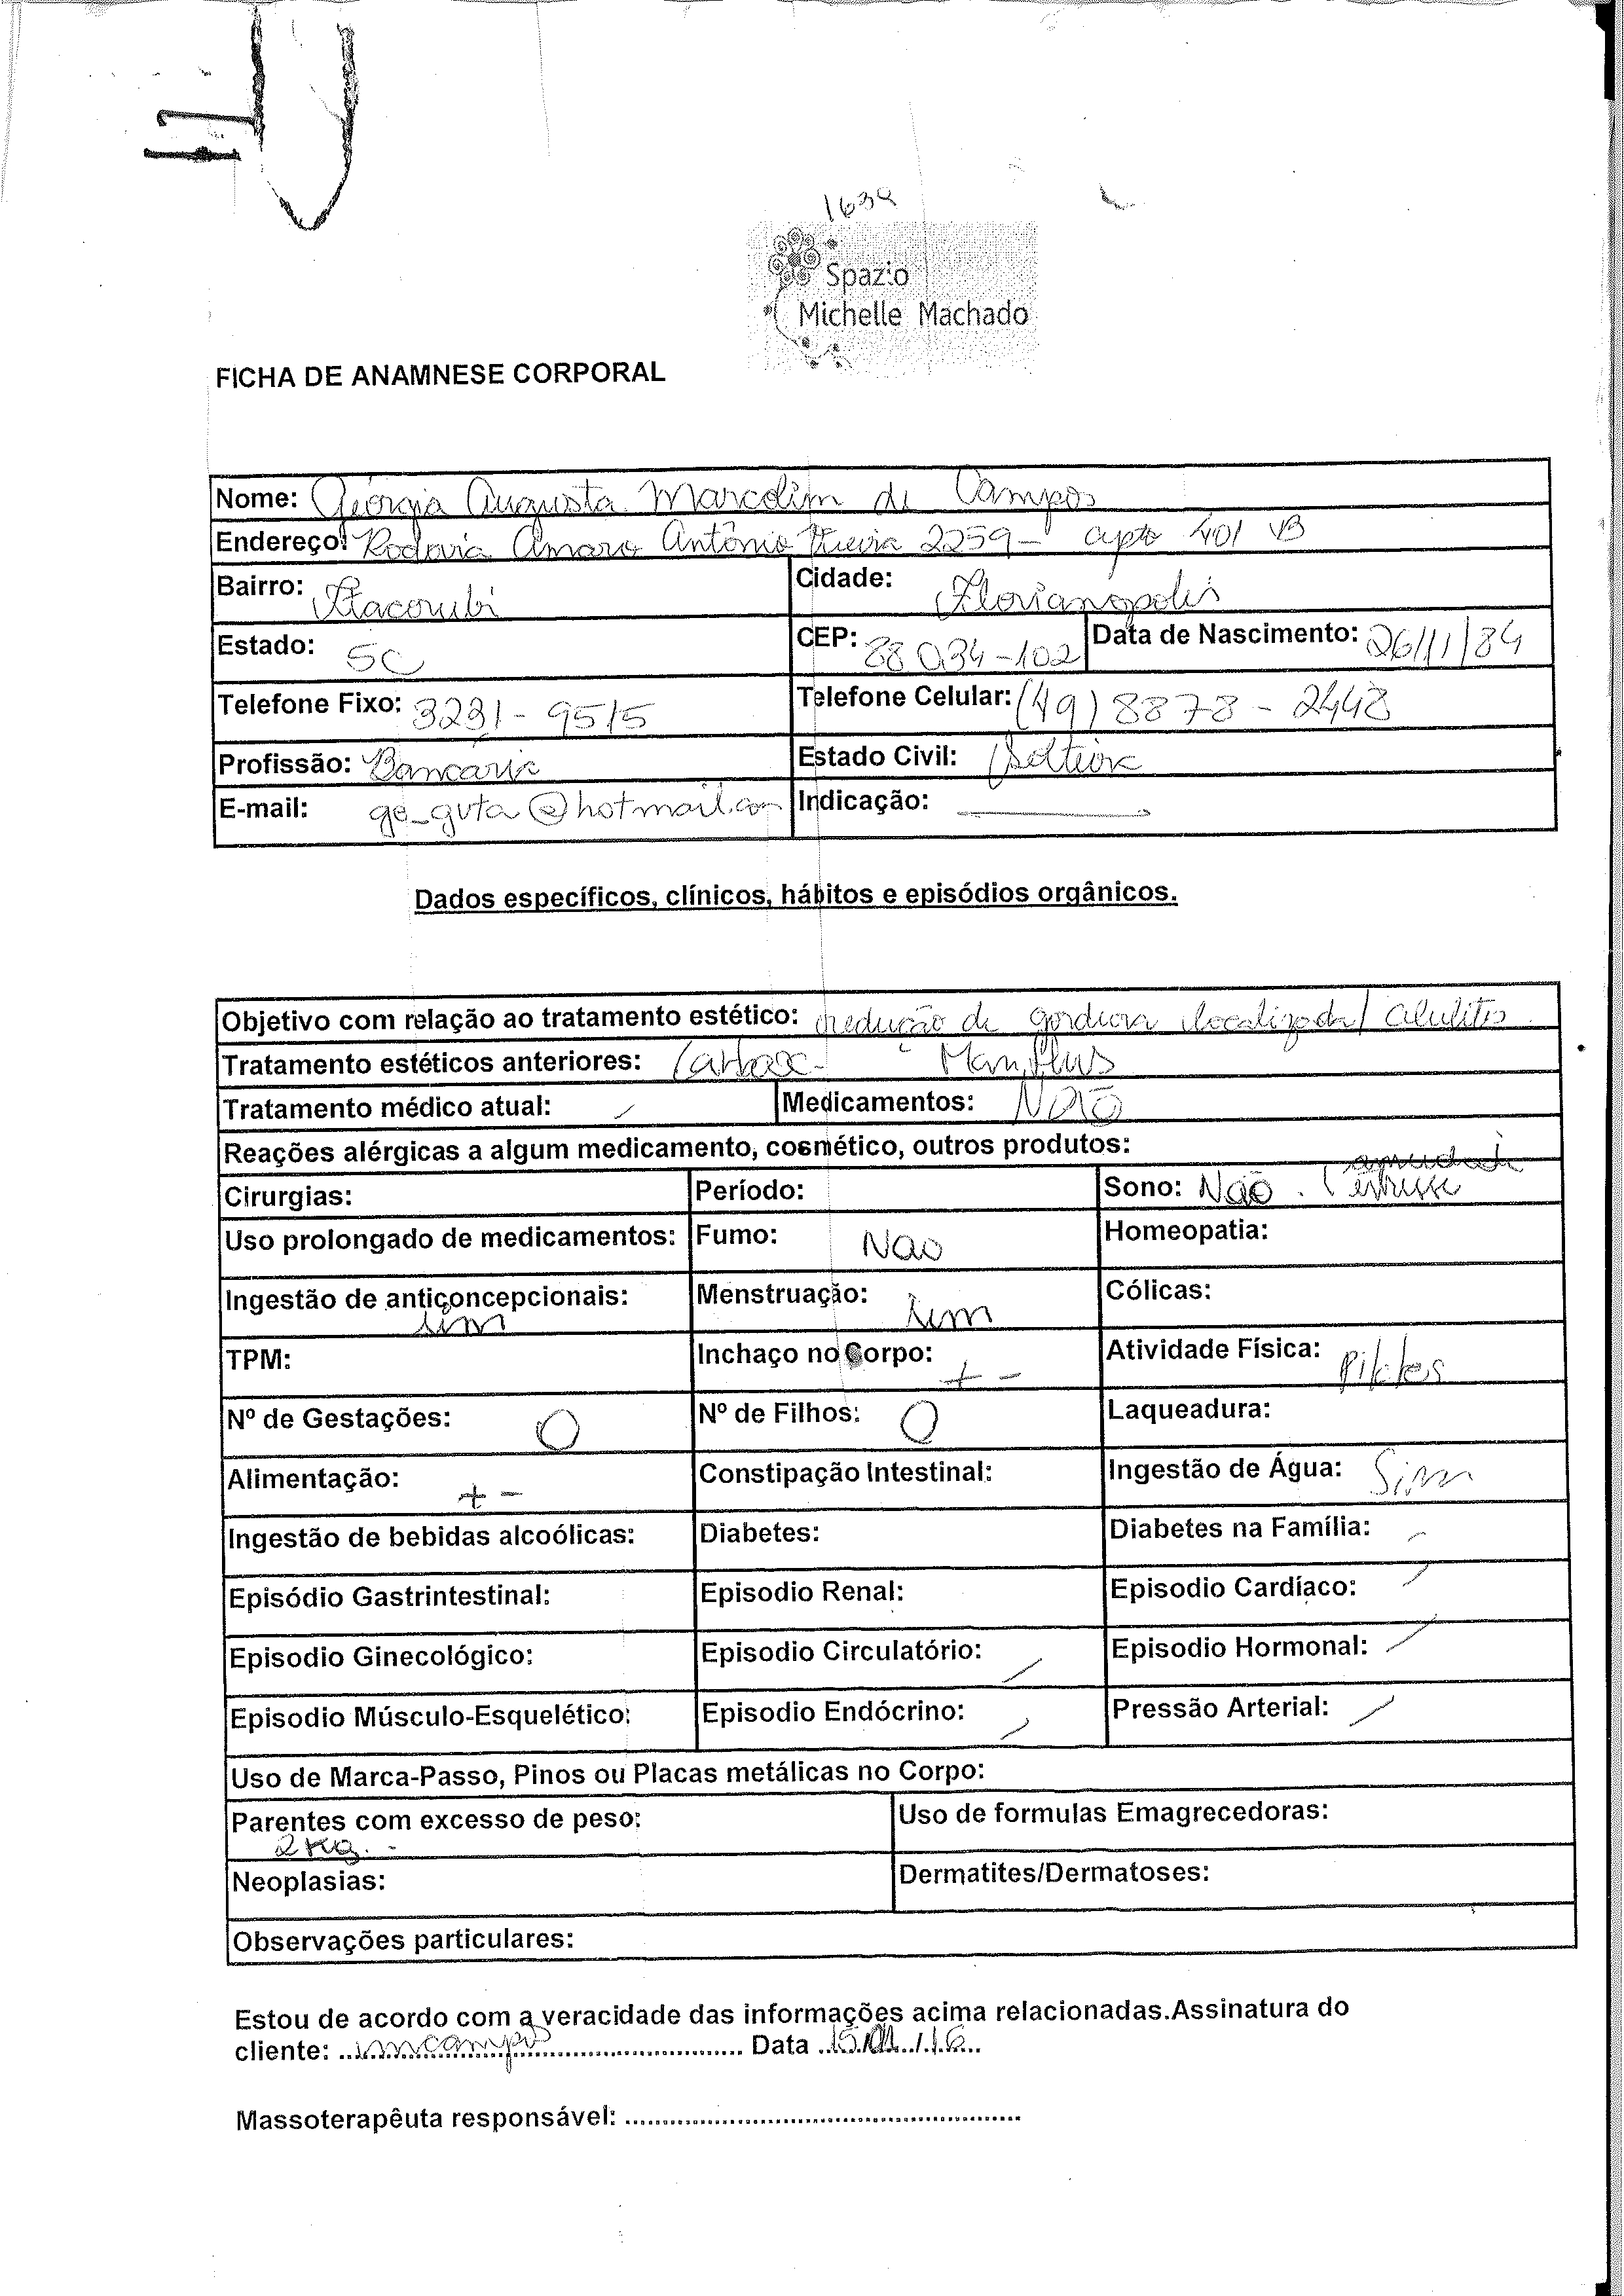 1639
Spazio
Michelle Machado
FICHA DE ANAMNESE CORPORAL
Nome: Geórgia Augusta Marcolim de Campos
Endereço: Rodovia Amaro Antônio Vieira 2259- apto 401 VB
Bairro: Itacorubi Cidade: Florianópolis
Estado: SC CEP: 88034-102 Data de Nascimento: 26/11/84
Telefone Fixo: 3231-9515 Telefone Celular: (49) 8878-2448
Profissão: Bancária Estado Civil: Solteira
E-mail: ge_guta@hotmail.com Indicação:
Dados específicos, clínicos, hábitos e episódios orgânicos.
Objetivo com relação ao tratamento estético: redução de gordura localizada/ celulites
Tratamento estéticos anteriores: Carbox -
Tratamento médico atual: Medicamentos: NÃO
Reações alérgicas a algum medicamento, cosmético, outros produtos:
Cirurgias: Período: Sono: Não. (estresse
Uso prolongado de medicamentos: Fumo: Não Homeopatia:
Ingestão de anticoncepcionais: sim Menstruação: sim Cólicas:
TPM: Inchaço no Corpo: + - Atividade Física: Pilates
Nº de Gestações: 0 Nº de Filhos: 0 Laqueadura:
Alimentação: + - Constipação Intestinal: Ingestão de Água: Sim
Ingestão de bebidas alcoólicas: Diabetes: Diabetes na Família: -
Episódio Gastrintestinal: Episodio Renal: Episodio Cardíaco:
Episodio Ginecológico: Episodio Circulatório: Episodio Hormonal:
Episodio Músculo-Esquelético: Episodio Endócrino: Pressão Arterial:
Uso de Marca-Passo, Pinos ou Placas metálicas no Corpo:
Parentes com excesso de peso: 2 kg. - Uso de formulas Emagrecedoras:
Neoplasias: Dermatites/Dermatoses:
Observações particulares:
Estou de acordo com a veracidade das informações acima relacionadas.Assinatura do
cliente: Data
Massoterapêuta responsável: